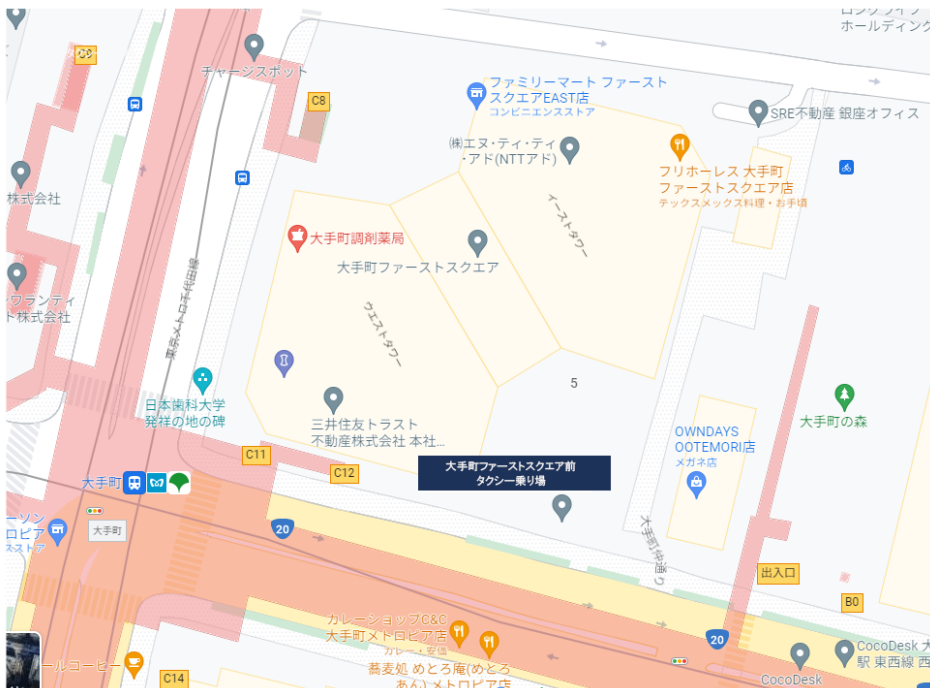 ロングライフ
ホールディング
C9
チャージスポット
C8
ファミリーマート ファースト
スクエアEAST店
コンビニエンスストア
SRE不動産 銀座オフィス
㈱エヌ・ティ・ティ
・アド(NTTアド)
フリホーレス 大手町
ファーストスクエア店
テックスメックス料理・お手頃
株式会社
イーストタワー
大手町調剤薬局
大手町ファーストスクエア
ワランティ
ト株式会社
東京メトロ千代田線
ウエストタワー
日本歯科大学
発祥の地の碑
三井住友トラスト
不動産株式会社 本社...
5
大手町の森
OWNDAYS
OOTEMORI店
メガネ店
C11
C12
大手町ファーストスクエア前
タクシー乗り場
大手町
大手町
ーソン
ロピア
スストア
20
大手町仲通り
出入口
B0
カレーショップC&C
大手町メトロピア店
カレー・安価
20
蕎麦処 めとろ庵(めとろ
あん) メトロピア店
CocoDesk 大
駅 東西線 西
CocoDesk
ールコーヒー
C14